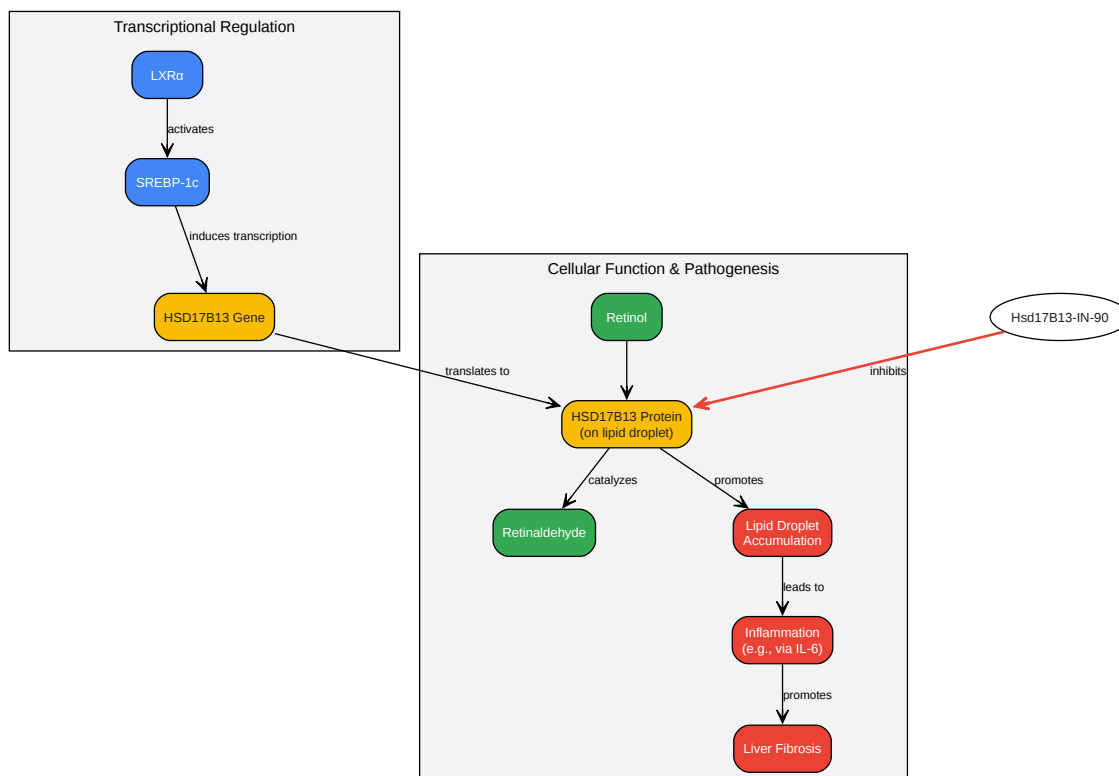 Transcriptional Regulation
LXRα
activates
SREBP-1c
induces transcription
HSD17B13 Gene
translates to
Cellular Function & Pathogenesis
Retinol
Hsd17B13-IN-90
inhibits
HSD17B13 Protein
(on lipid droplet)
catalyzes
promotes
Retinaldehyde
Lipid Droplet
Accumulation
leads to
Inflammation
(e.g., via IL-6)
promotes
Liver Fibrosis